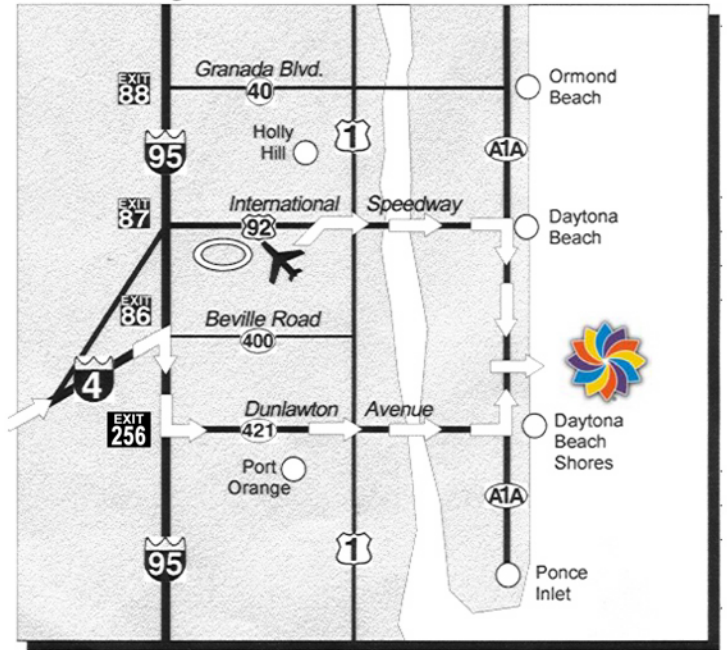 Granada Blvd.
EXIT
88
40
Ormond
Beach
Holly
Hill
1
95
A1A
EXIT
87
International Speedway
92
Daytona
Beach
EXIT
86
Beville Road
400
4
EXIT
256
Dunlawton Avenue
421
Daytona
Beach
Shores
Port
Orange
A1A
95
1
Ponce
Inlet